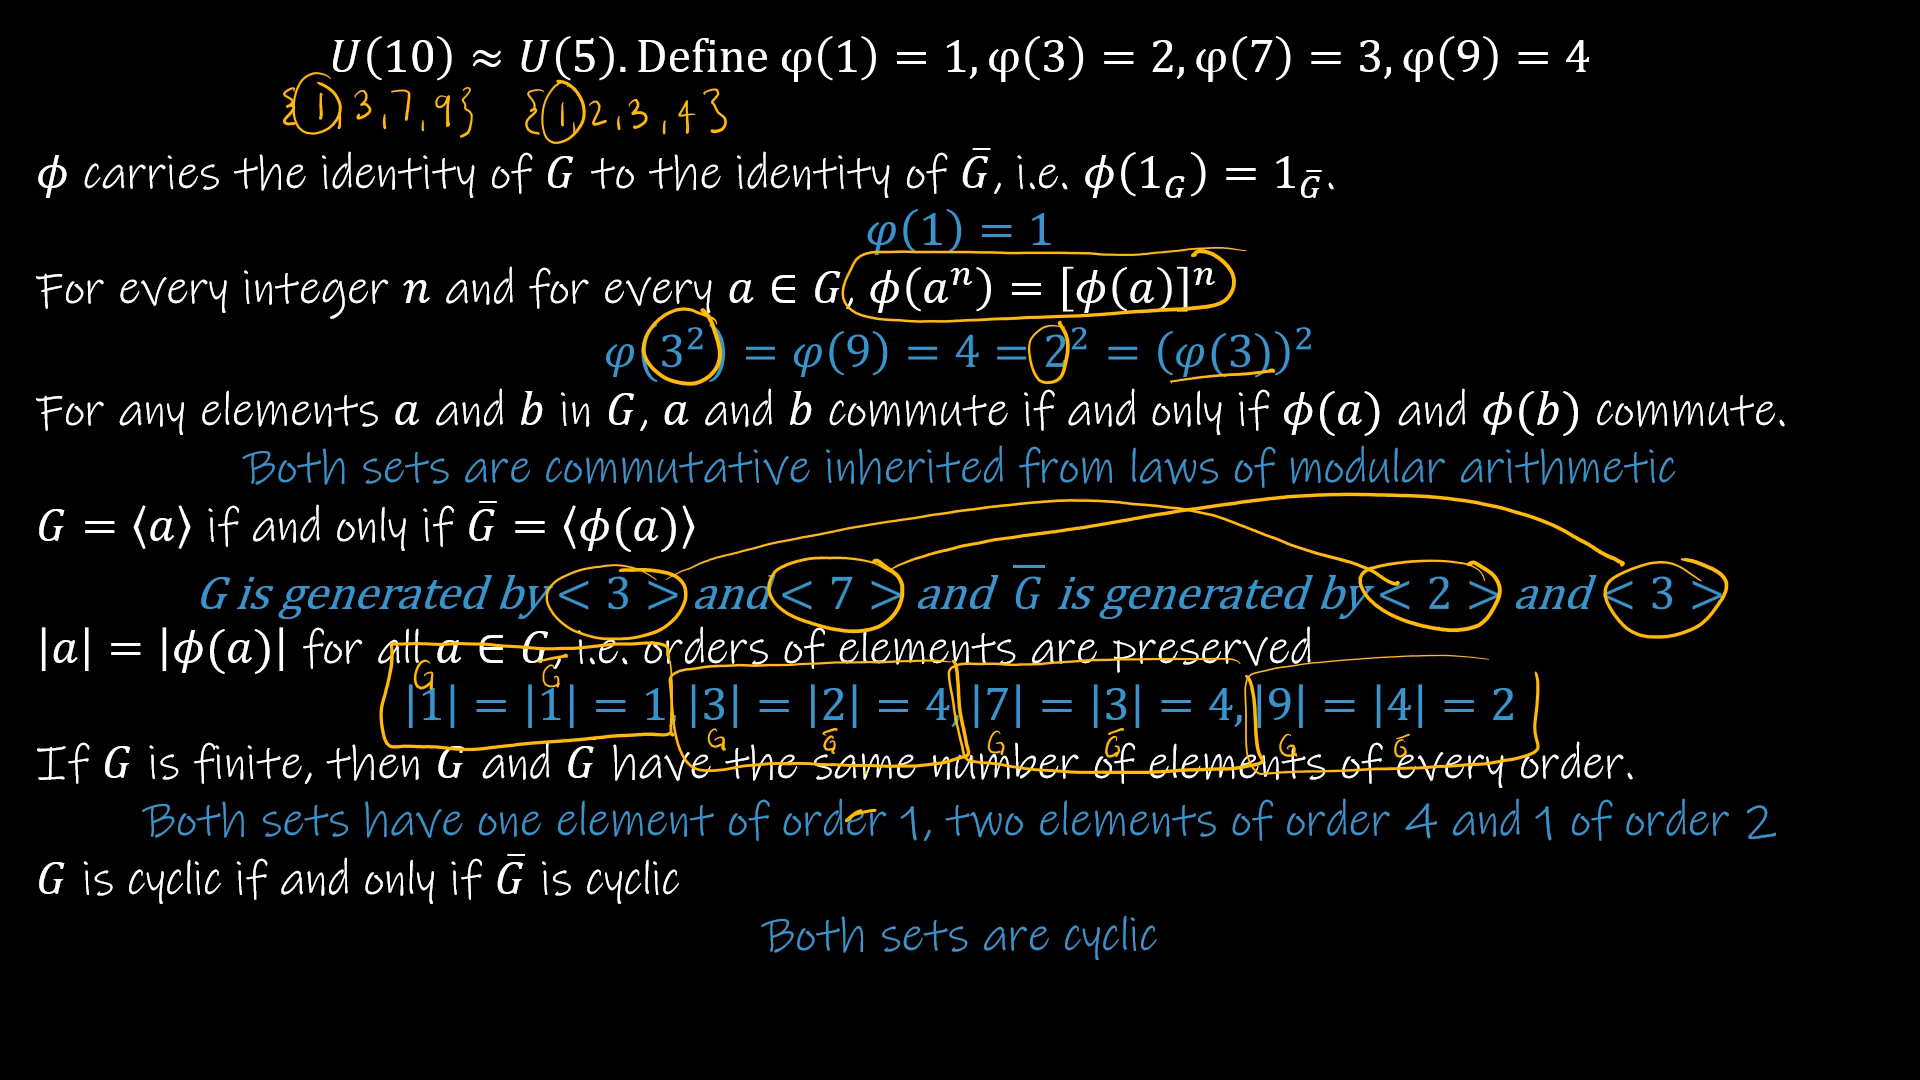 U(10) ≈ U(5). Define φ(1) = 1, φ(3) = 2, φ(7) = 3, φ(9) = 4
{1, 3, 7, 9} {1, 2, 3, 4}
ϕ carries the identity of G to the identity of G̅, i.e. ϕ(1_G) = 1_G̅.
φ(1) = 1
For every integer n and for every a ∈ G, ϕ(aⁿ) = [ϕ(a)]ⁿ
φ(3²) = φ(9) = 4 = 2² = (φ(3))²
For any elements a and b in G, a and b commute if and only if ϕ(a) and ϕ(b) commute.
Both sets are commutative inherited from laws of modular arithmetic
G = ⟨a⟩ if and only if G̅ = ⟨ϕ(a)⟩
G is generated by < 3 > and < 7 > and G̅ is generated by < 2 > and < 3 >
|a| = |ϕ(a)| for all a ∈ G, i.e. orders of elements are preserved
G G̅
|1| = |1| = 1, |3| = |2| = 4, |7| = |3| = 4, |9| = |4| = 2
G G̅ G G̅ G G̅
If G is finite, then G and G̅ have the same number of elements of every order.
Both sets have one element of order 1, two elements of order 4 and 1 of order 2
G is cyclic if and only if G̅ is cyclic
Both sets are cyclic